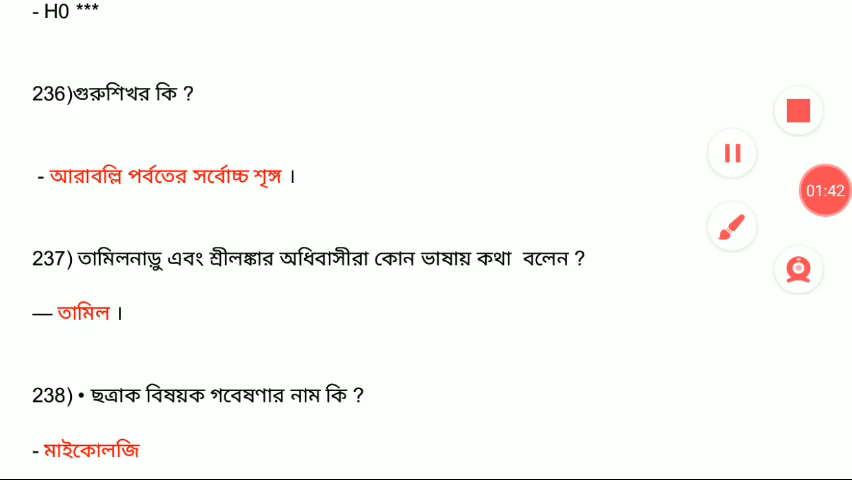 - H0 ***
236)গুরুশিখর কি ?
- আরাবল্লি পর্বতের সর্বোচ্চ শৃঙ্গ ।
237) তামিলনাড়ু এবং শ্রীলঙ্কার অধিবাসীরা কোন ভাষায় কথা বলেন ?
— তামিল ।
238) • ছত্রাক বিষয়ক গবেষণার নাম কি ?
- মাইকোলজি
01:42